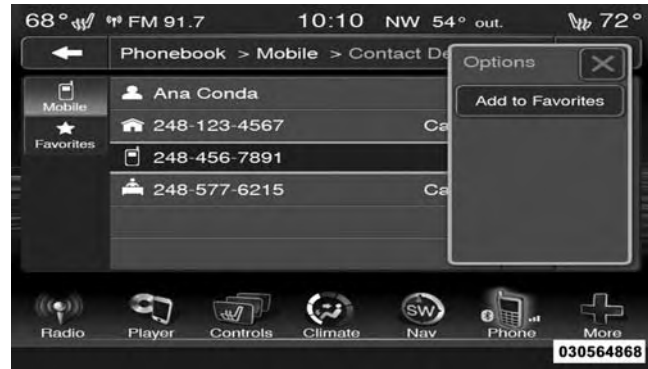 68° FM 91.7 10:10 NW 54° out. 72°
Phonebook > Mobile > Contact De
Options
Mobile
Ana Conda
Add to Favorites
Favorites
248-123-4567 Ca
248-456-7891
248-577-6215 Ca
Radio Player Controls Climate SW Nav Phone More
030564868